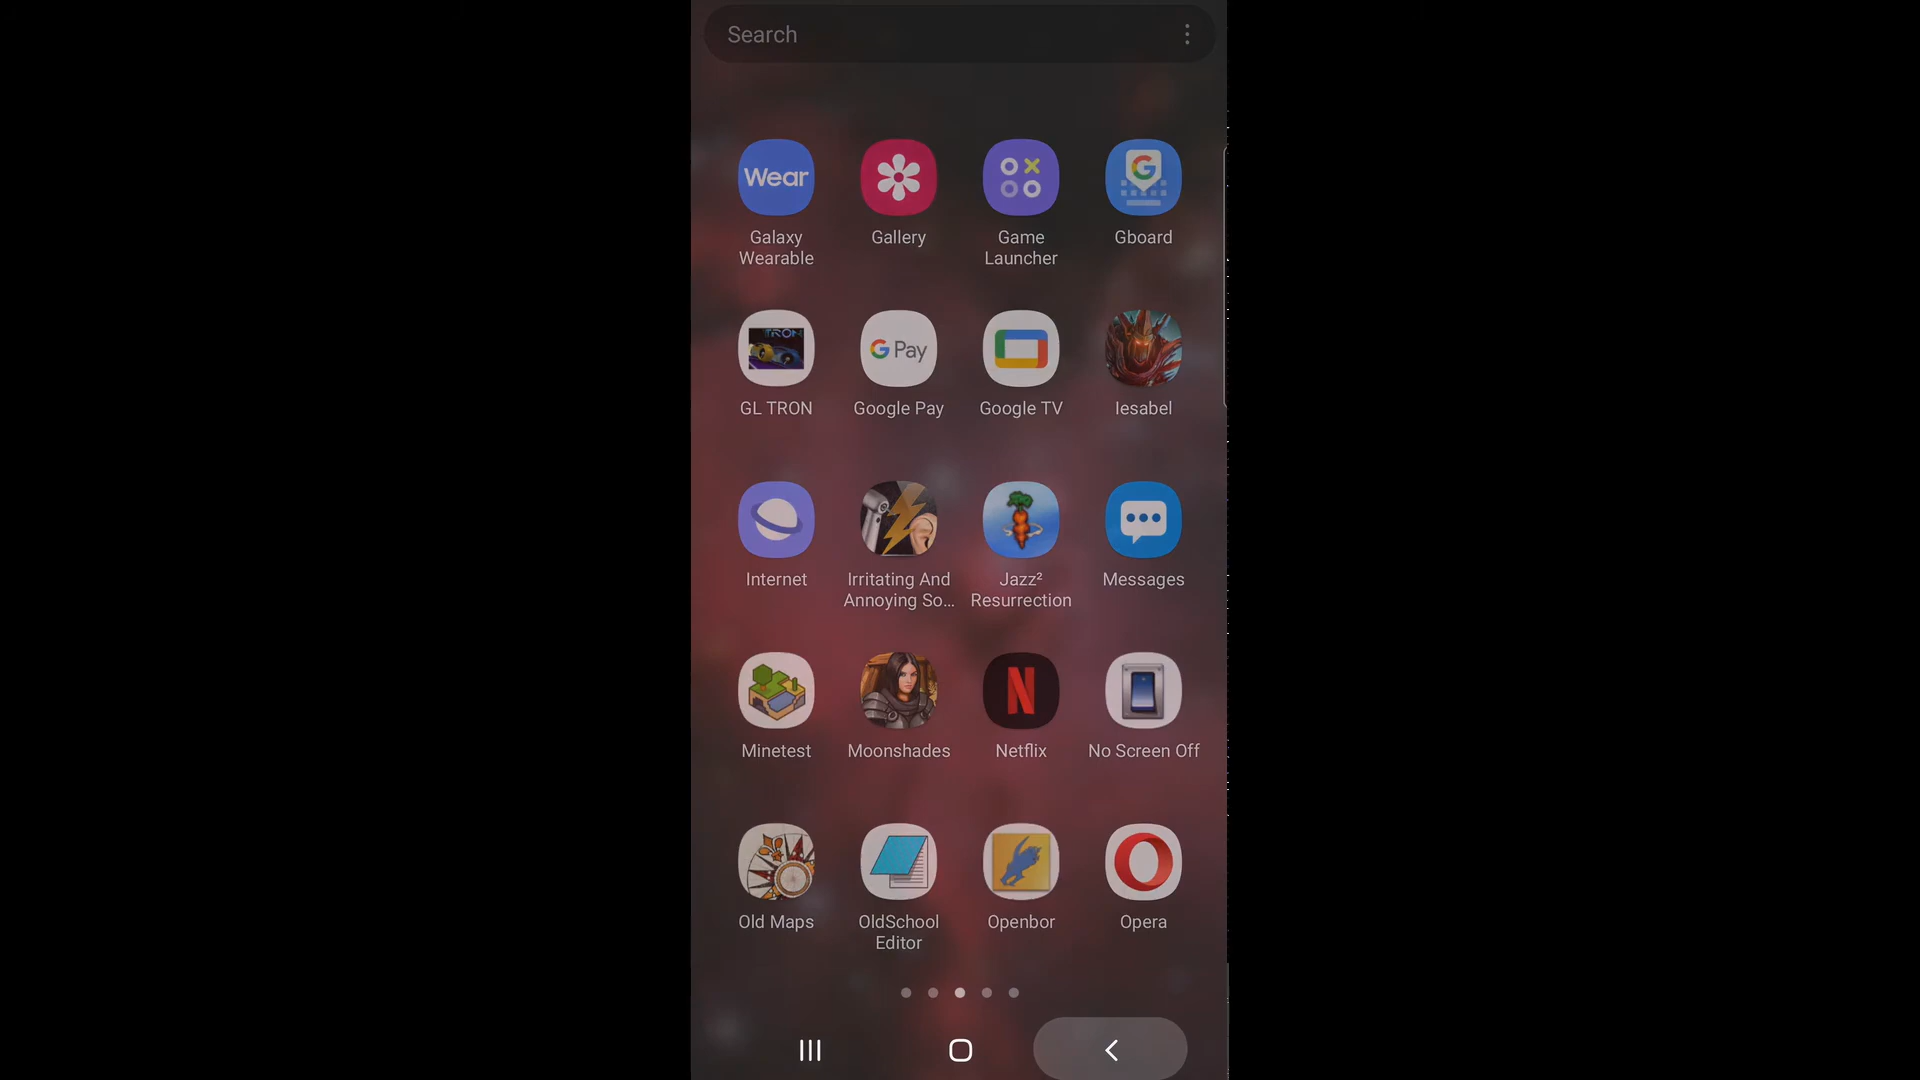 Search
Wear
Galaxy
Wearable
Gallery
Game
Launcher
Gboard
TRON
GL TRON
G Pay
Google Pay
Google TV
Iesabel
Internet
Irritating And
Annoying So...
Jazz²
Resurrection
Messages
Minetest
Moonshades
Netflix
No Screen Off
Old Maps
OldSchool
Editor
Openbor
Opera